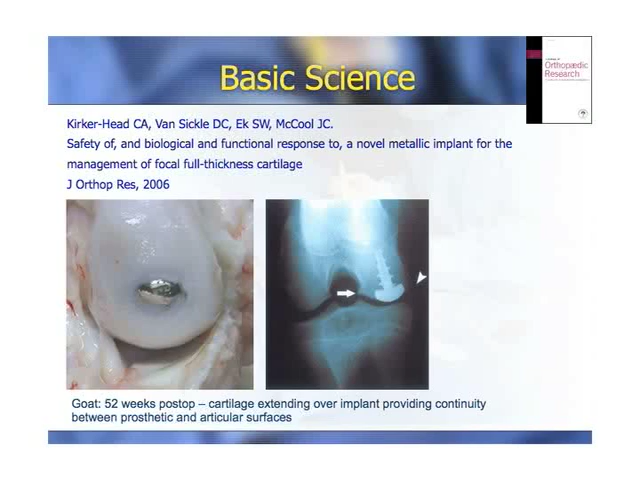 Basic Science
Orthopædic
Research
Kirker-Head CA, Van Sickle DC, Ek SW, McCool JC.
Safety of, and biological and functional response to, a novel metallic implant for the
management of focal full-thickness cartilage
J Orthop Res, 2006
Goat: 52 weeks postop – cartilage extending over implant providing continuity
between prosthetic and articular surfaces